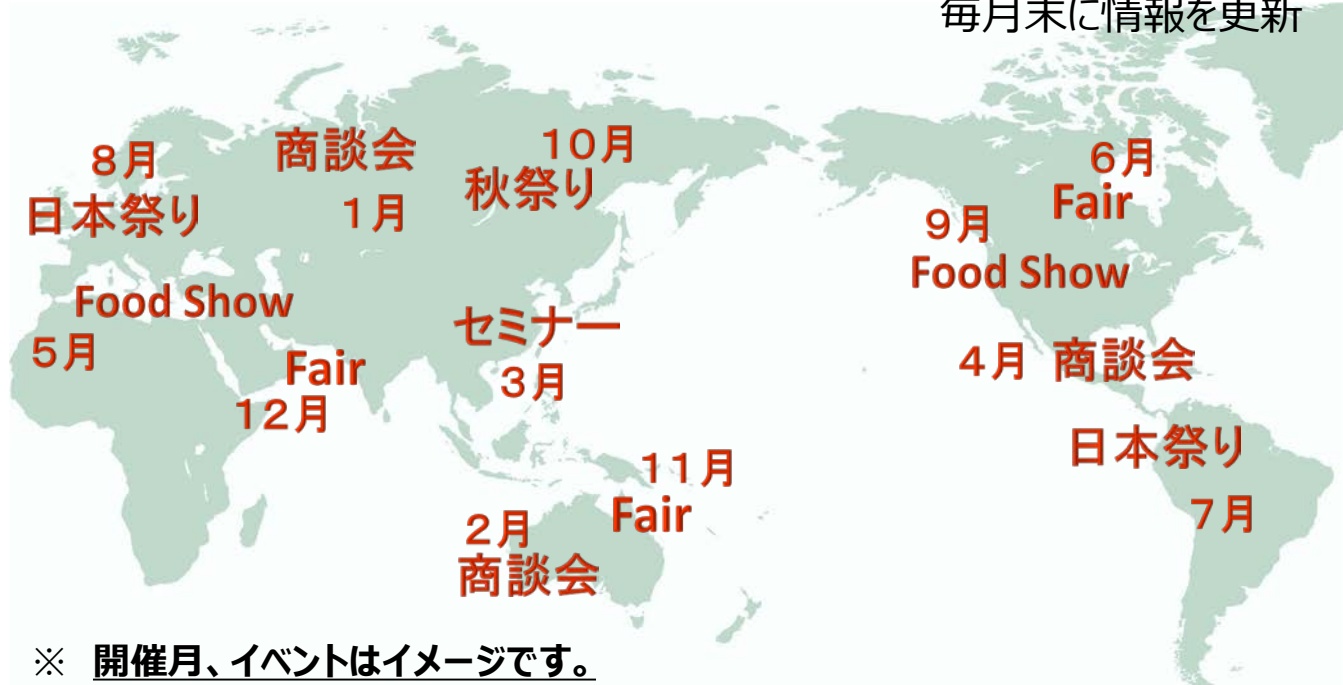 毎月末に情報を更新
8月
日本祭り
商談会
1月
10月
秋祭り
6月
Fair
9月
Food Show
Food Show
5月
Fair
12月
セミナー
3月
4月 商談会
日本祭り
7月
11月
Fair
2月
商談会
※ 開催月、イベントはイメージです。